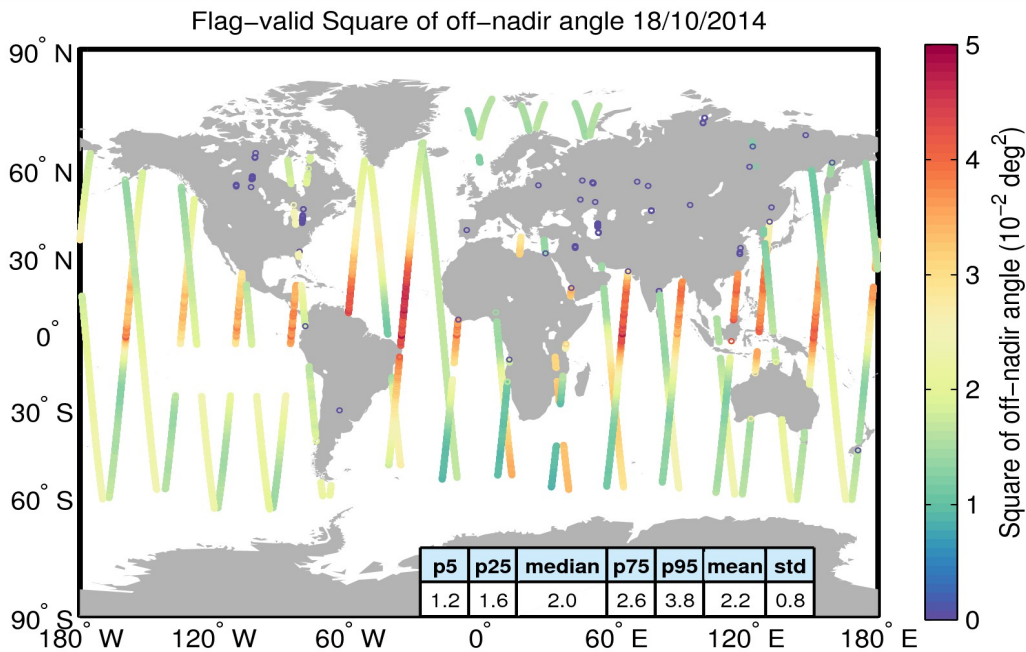 Flag−valid Square of off−nadir angle 18/10/2014
90° N
60° N
30° N
0°
30° S
60° S
90° S
180° W
120° W
60° W
0°
60° E
120° E
180° E
p5 p25 median p75 p95 mean std
1.2 1.6 2.0 2.6 3.8 2.2 0.8
5
4
3
2
1
0
Square of off−nadir angle (10⁻² deg²)